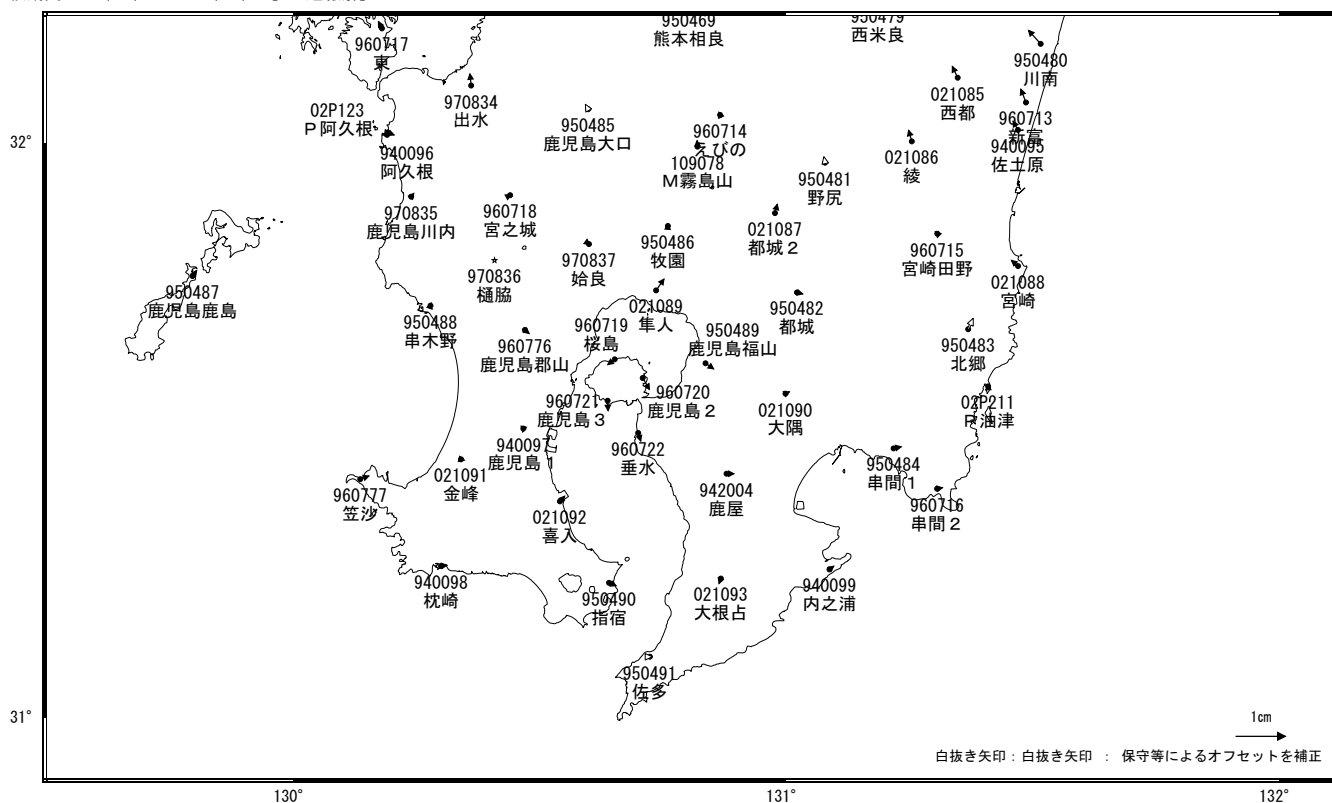 950469
熊本相良
950479
西米良
960717
東
950480
川南
970834
出水
021085
西都
02P123
P阿久根
950485
鹿児島大口
960714
えびの
960713
新富
32°
940096
阿久根
109078
M霧島山
021086
綾
940095
佐土原
950481
野尻
970835
鹿児島川内
960718
宮之城
021087
都城2
950486
牧園
960715
宮崎田野
970837
姶良
970836
樋脇
021088
宮崎
950487
鹿児島鹿島
021089
隼人
950482
都城
950488
串木野
960719
桜島
950489
鹿児島福山
960776
鹿児島郡山
950483
北郷
960720
鹿児島2
960721
鹿児島3
021090
大隅
02P211
P油津
940097
鹿児島1
960722
垂水
950484
串間1
021091
金峰
942004
鹿屋
960777
笠沙
960716
串間2
021092
喜入
940098
枕崎
950490
指宿
021093
大根占
940099
内之浦
950491
佐多
31°
1cm
白抜き矢印：白抜き矢印 ： 保守等によるオフセットを補正
130°
131°
132°